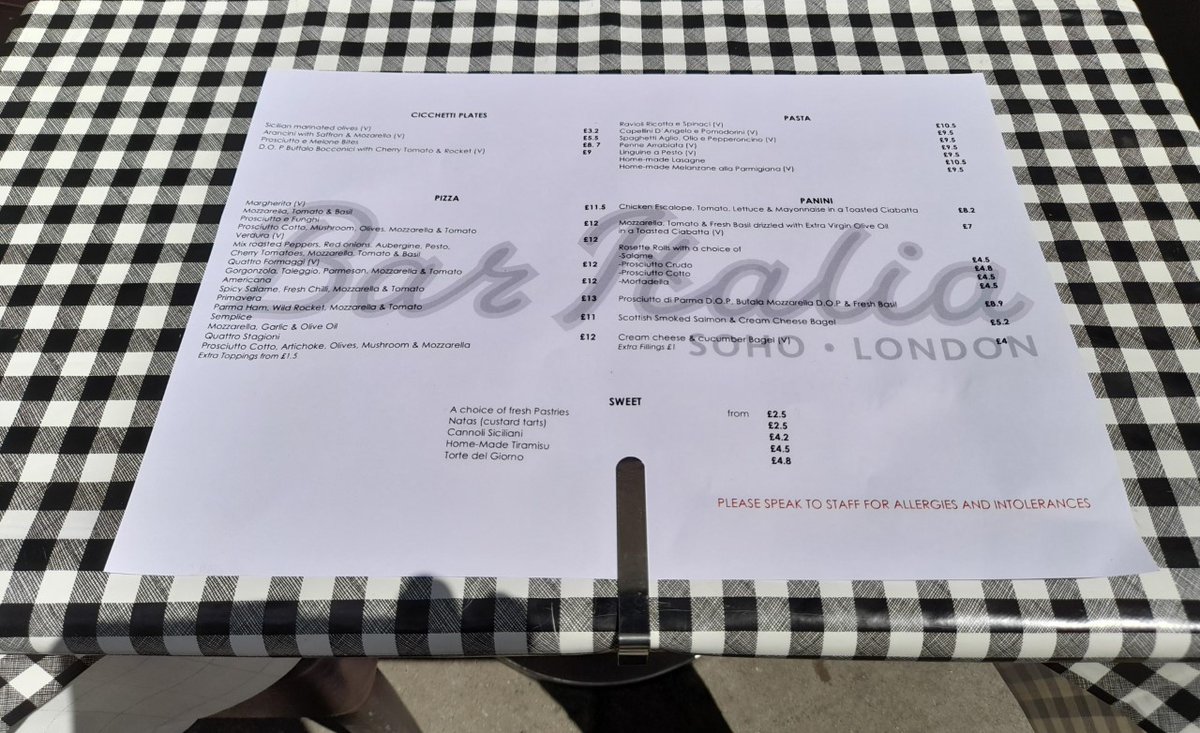 CICCHETTI PLATES
Sicilian marinated olives (V) £3.2
Arancini with Saffron & Mozarella (V) £5.5
Prosciutto e Melone Bites £8. 7
D.O. P Bufalo Bocconici with Cherry Tomato & Rocket (V) £9
PIZZA
Margherita (V) £11.5
Mozzarella, Tomato & Basil
Prosciutto e Funghi £12
Prosciutto Cotto, Mushroom, Olives, Mozzarella & Tomato
Verdura (V) £12
Mix roasted Peppers, Red onions, Aubergine, Pesto,
Cherry Tomatoes, Mozzarella, Tomato & Basil
Quattro Formaggi (V) £12
Gorgonzola, Taleggio, Parmesan, Mozzarella & Tomato
Americana £12
Spicy Salame, Fresh Chilli, Mozzarella & Tomato
Primavera £13
Parma Ham, Wild Rocket, Mozzarella & Tomato
Semplice £11
Mozzarella, Garlic & Olive Oil
Quattro Stagioni £12
Prosciutto Cotto, Artichoke, Olives, Mushroom & Mozzarella
Extra Toppings from £1.5
PASTA
Ravioli Ricotta e Spinaci (V) £10.5
Capellini D'Angelo e Pomodorini (V) £9.5
Spaghetti Aglio, Olio e Pepperoncino (V) £9.5
Penne Arrabiata (V) £9.5
Linguine a Pesto (V) £9.5
Home-made Lasagne £10.5
Home-made Melanzane alla Parmigiana (V) £9.5
PANINI
Chicken Escalope, Tomato, Lettuce & Mayonnaise in a Toasted Ciabatta £8.2
Mozzarella, Tomato & Fresh Basil drizzled with Extra Virgin Olive Oil £7
in a Toasted Ciabatta (V)
Rosette Rolls with a choice of
-Salame £4.5
-Prosciutto Crudo £4.8
-Prosciutto Cotto £4.5
-Mortadella £4.5
Prosciutto di Parma D.O.P, Bufala Mozzarella D.O.P & Fresh Basil £8.9
Scottish Smoked Salmon & Cream Cheese Bagel £5.2
Cream cheese & cucumber Bagel (V) £4
Extra Fillings £1
Bar Italia
SOHO • LONDON
SWEET
A choice of fresh Pastries from £2.5
Natas (custard tarts) £2.5
Cannoli Siciliani £4.2
Home-Made Tiramisu £4.5
Torte del Giorno £4.8
PLEASE SPEAK TO STAFF FOR ALLERGIES AND INTOLERANCES